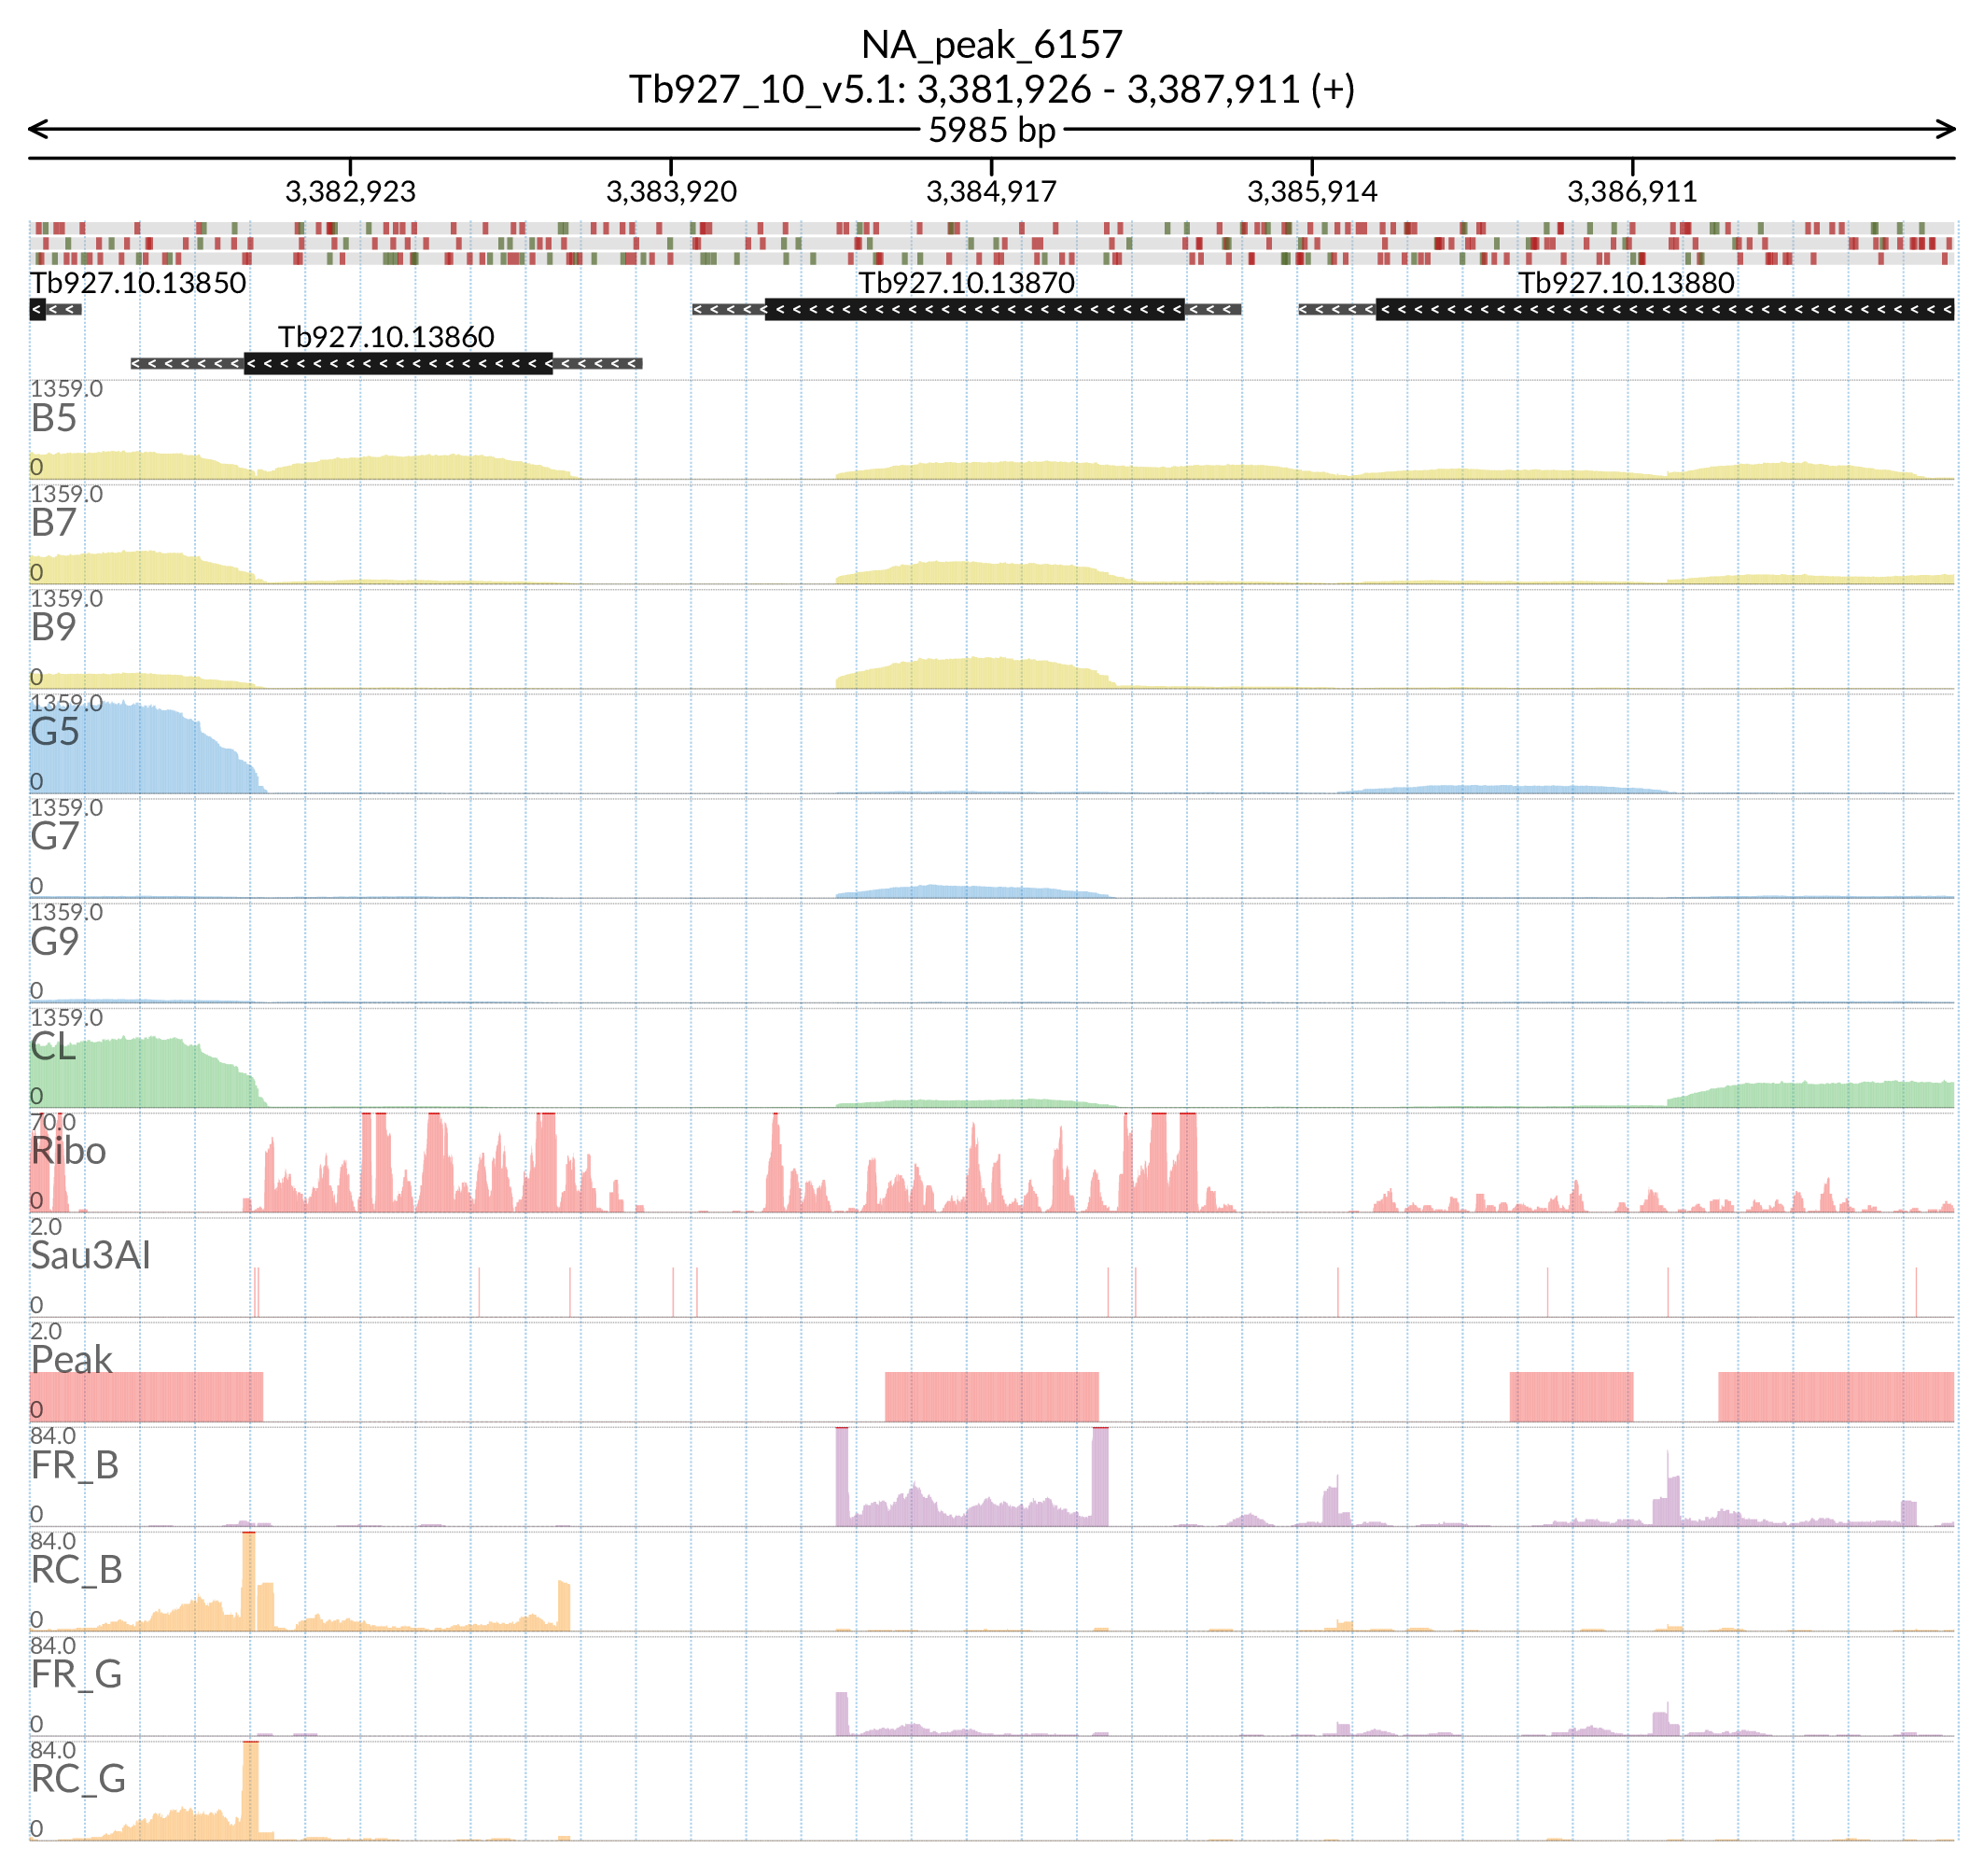 NA_peak_6157
Tb927_10_v5.1: 3,381,926 - 3,387,911 (+)
5985 bp
3,382,923 3,383,920 3,384,917 3,385,914 3,386,911
Tb927.10.13850 Tb927.10.13870 Tb927.10.13880
Tb927.10.13860
1359.0
B5
0
1359.0
B7
0
1359.0
B9
0
1359.0
G5
0
1359.0
G7
0
1359.0
G9
0
1359.0
CL
0
70.0
Ribo
0
2.0
Sau3AI
0
2.0
Peak
0
84.0
FR_B
0
84.0
RC_B
0
84.0
FR_G
0
84.0
RC_G
0